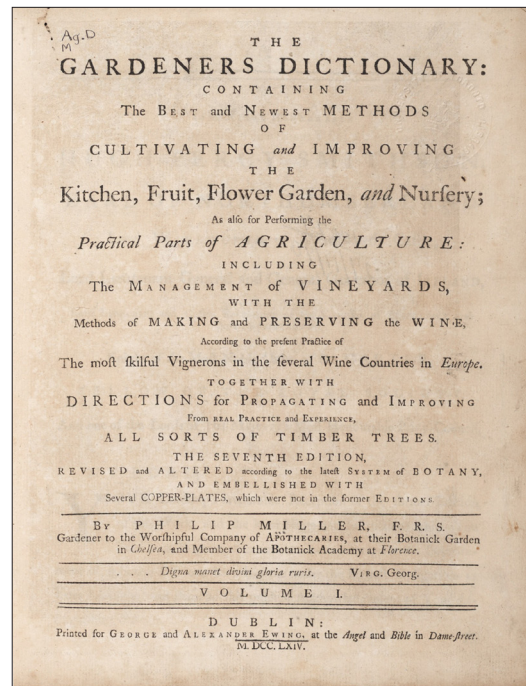 Ag.D
M
THE
GARDENERS DICTIONARY:
CONTAINING
The BEST and NEWEST METHODS
OF
CULTIVATING and IMPROVING
THE
Kitchen, Fruit, Flower Garden, and Nurſery;
As alſo for Performing the
Practical Parts of AGRICULTURE:
INCLUDING
The MANAGEMENT of VINEYARDS,
WITH THE
Methods of MAKING and PRESERVING the WINE,
According to the preſent Practice of
The moſt ſkilful Vignerons in the ſeveral Wine Countries in Europe.
TOGETHER WITH
DIRECTIONS for PROPAGATING and IMPROVING
From REAL PRACTICE and EXPERIENCE,
ALL SORTS OF TIMBER TREES.
THE SEVENTH EDITION,
REVISED and ALTERED according to the lateſt SYSTEM of BOTANY,
AND EMBELLISHED WITH
Several COPPER-PLATES, which were not in the former EDITIONS.
By PHILIP MILLER, F. R. S.
Gardener to the Worſhipful Company of APOTHECARIES, at their Botanick Garden
in Chelſea, and Member of the Botanick Academy at Florence.
. . . Digna manet divini gloria ruris. VIRG. Georg.
VOLUME I.
DUBLIN:
Printed for GEORGE and ALEXANDER EWING, at the Angel and Bible in Dame-ſtreet.
M.DCC.LXIV.